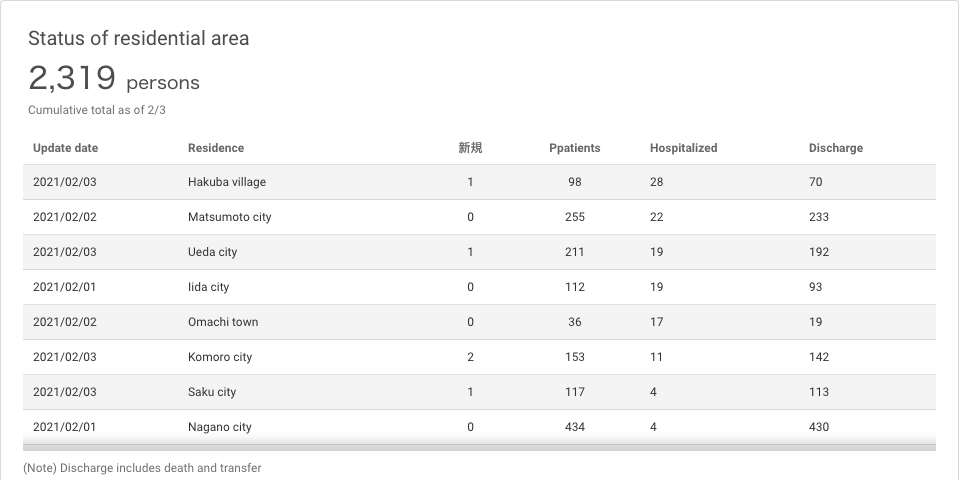 Status of residential area
2,319 persons
Cumulative total as of 2/3
Update date Residence 新規 Ppatients Hospitalized Discharge
2021/02/03 Hakuba village 1 98 28 70
2021/02/02 Matsumoto city 0 255 22 233
2021/02/03 Ueda city 1 211 19 192
2021/02/01 Iida city 0 112 19 93
2021/02/02 Omachi town 0 36 17 19
2021/02/03 Komoro city 2 153 11 142
2021/02/03 Saku city 1 117 4 113
2021/02/01 Nagano city 0 434 4 430
(Note) Discharge includes death and transfer